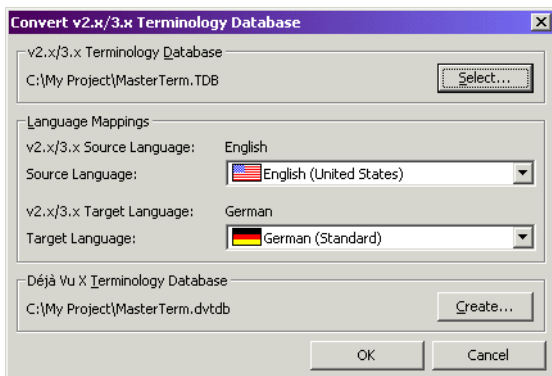 Convert v2.x/3.x Terminology Database
v2.x/3.x Terminology Database
C:\My Project\MasterTerm.TDB
Select...
Language Mappings
v2.x/3.x Source Language: English
Source Language: English (United States)
v2.x/3.x Target Language: German
Target Language: German (Standard)
Déjà Vu X Terminology Database
C:\My Project\MasterTerm.dvtdb
Create...
OK Cancel